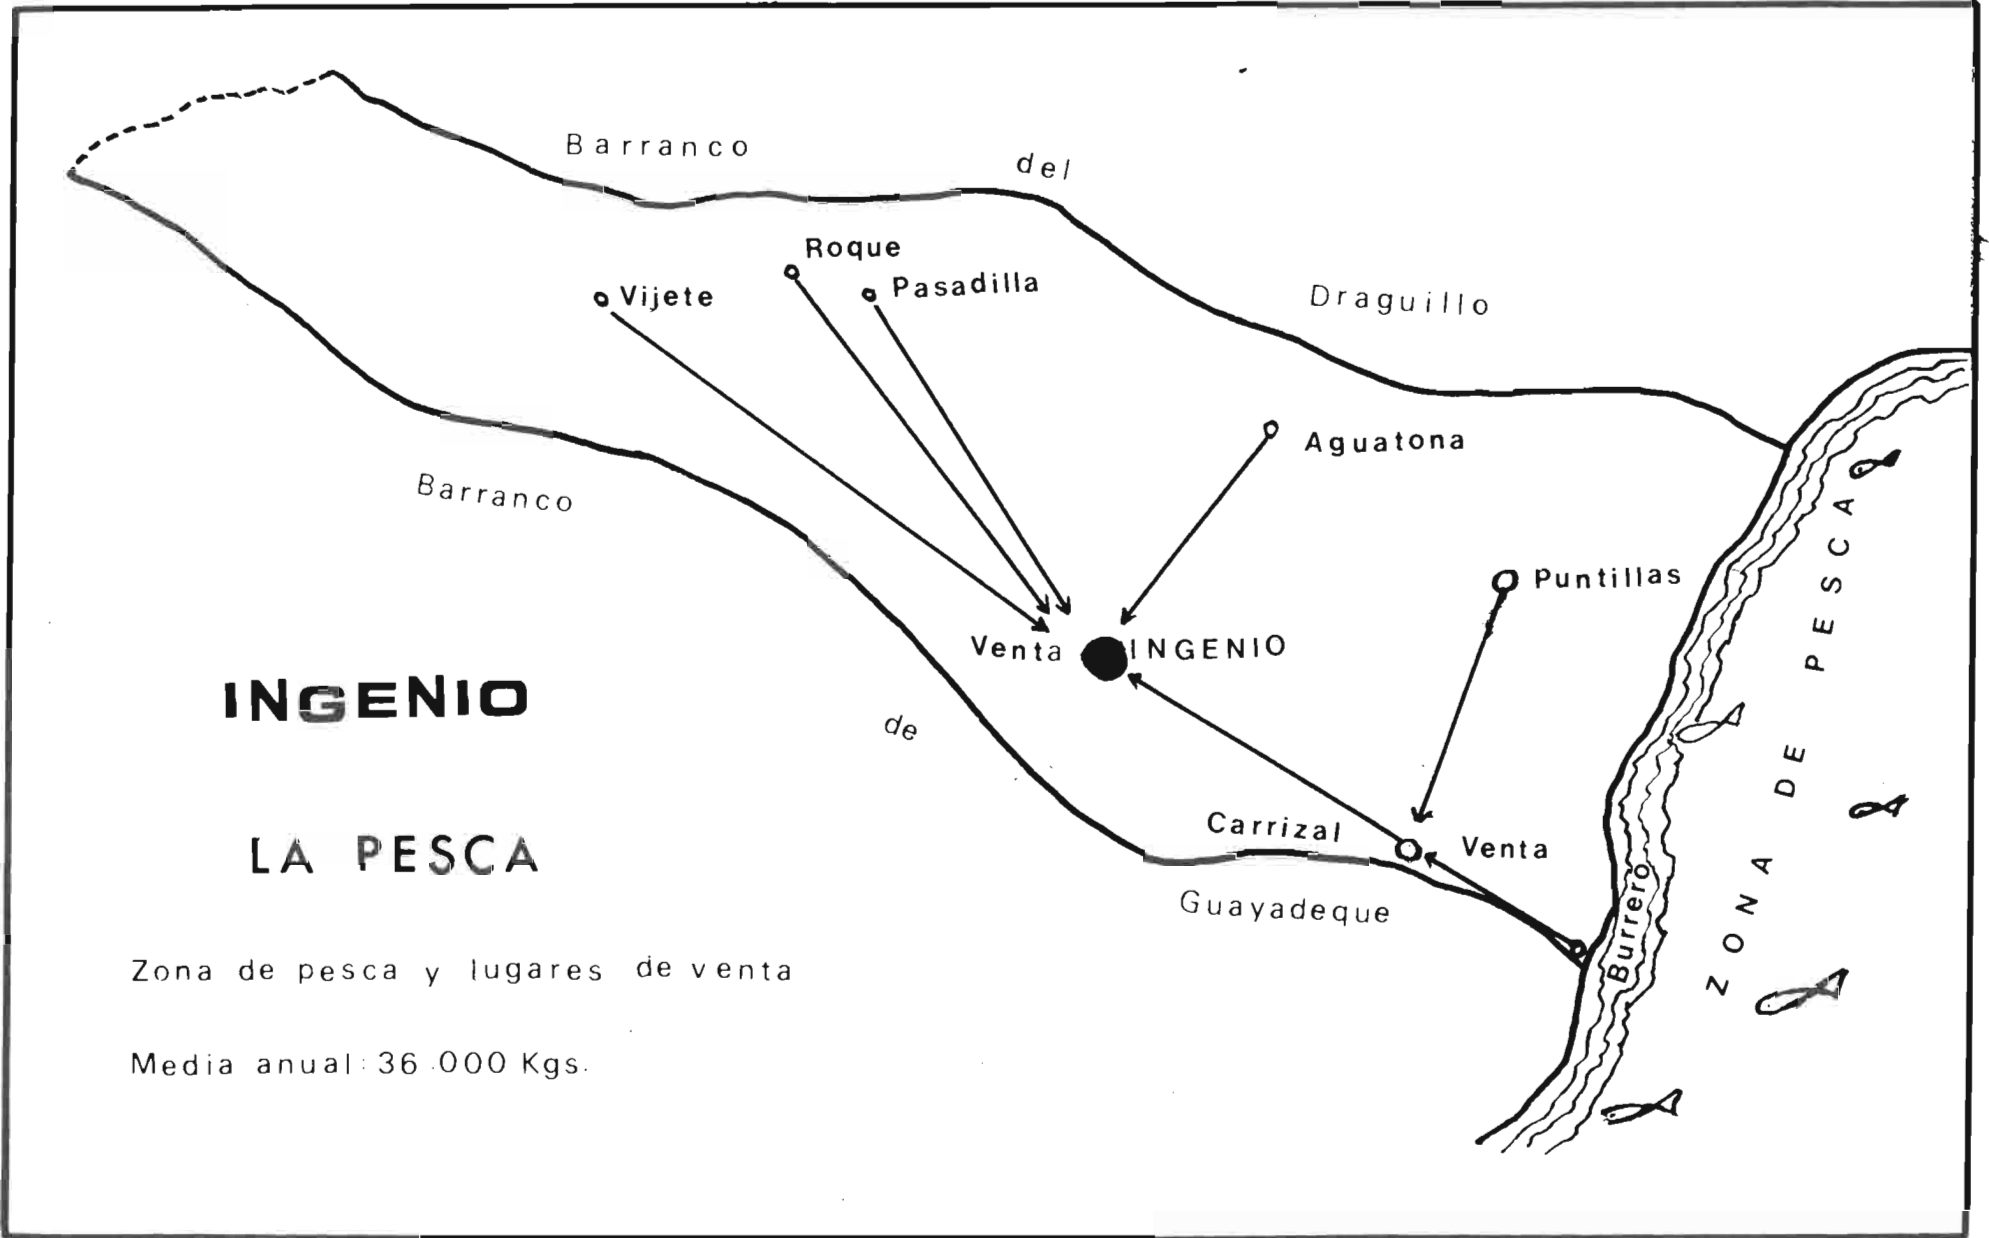 Barranco del Draguillo
Roque
Pasadilla
Vijete
Aguatona
Barranco de Guayadeque
Puntillas
Venta INGENIO
Carrizal
Venta
Burrero
ZONA DE PESCA
INGENIO
LA PESCA
Zona de pesca y lugares de venta
Media anual: 36.000 Kgs.